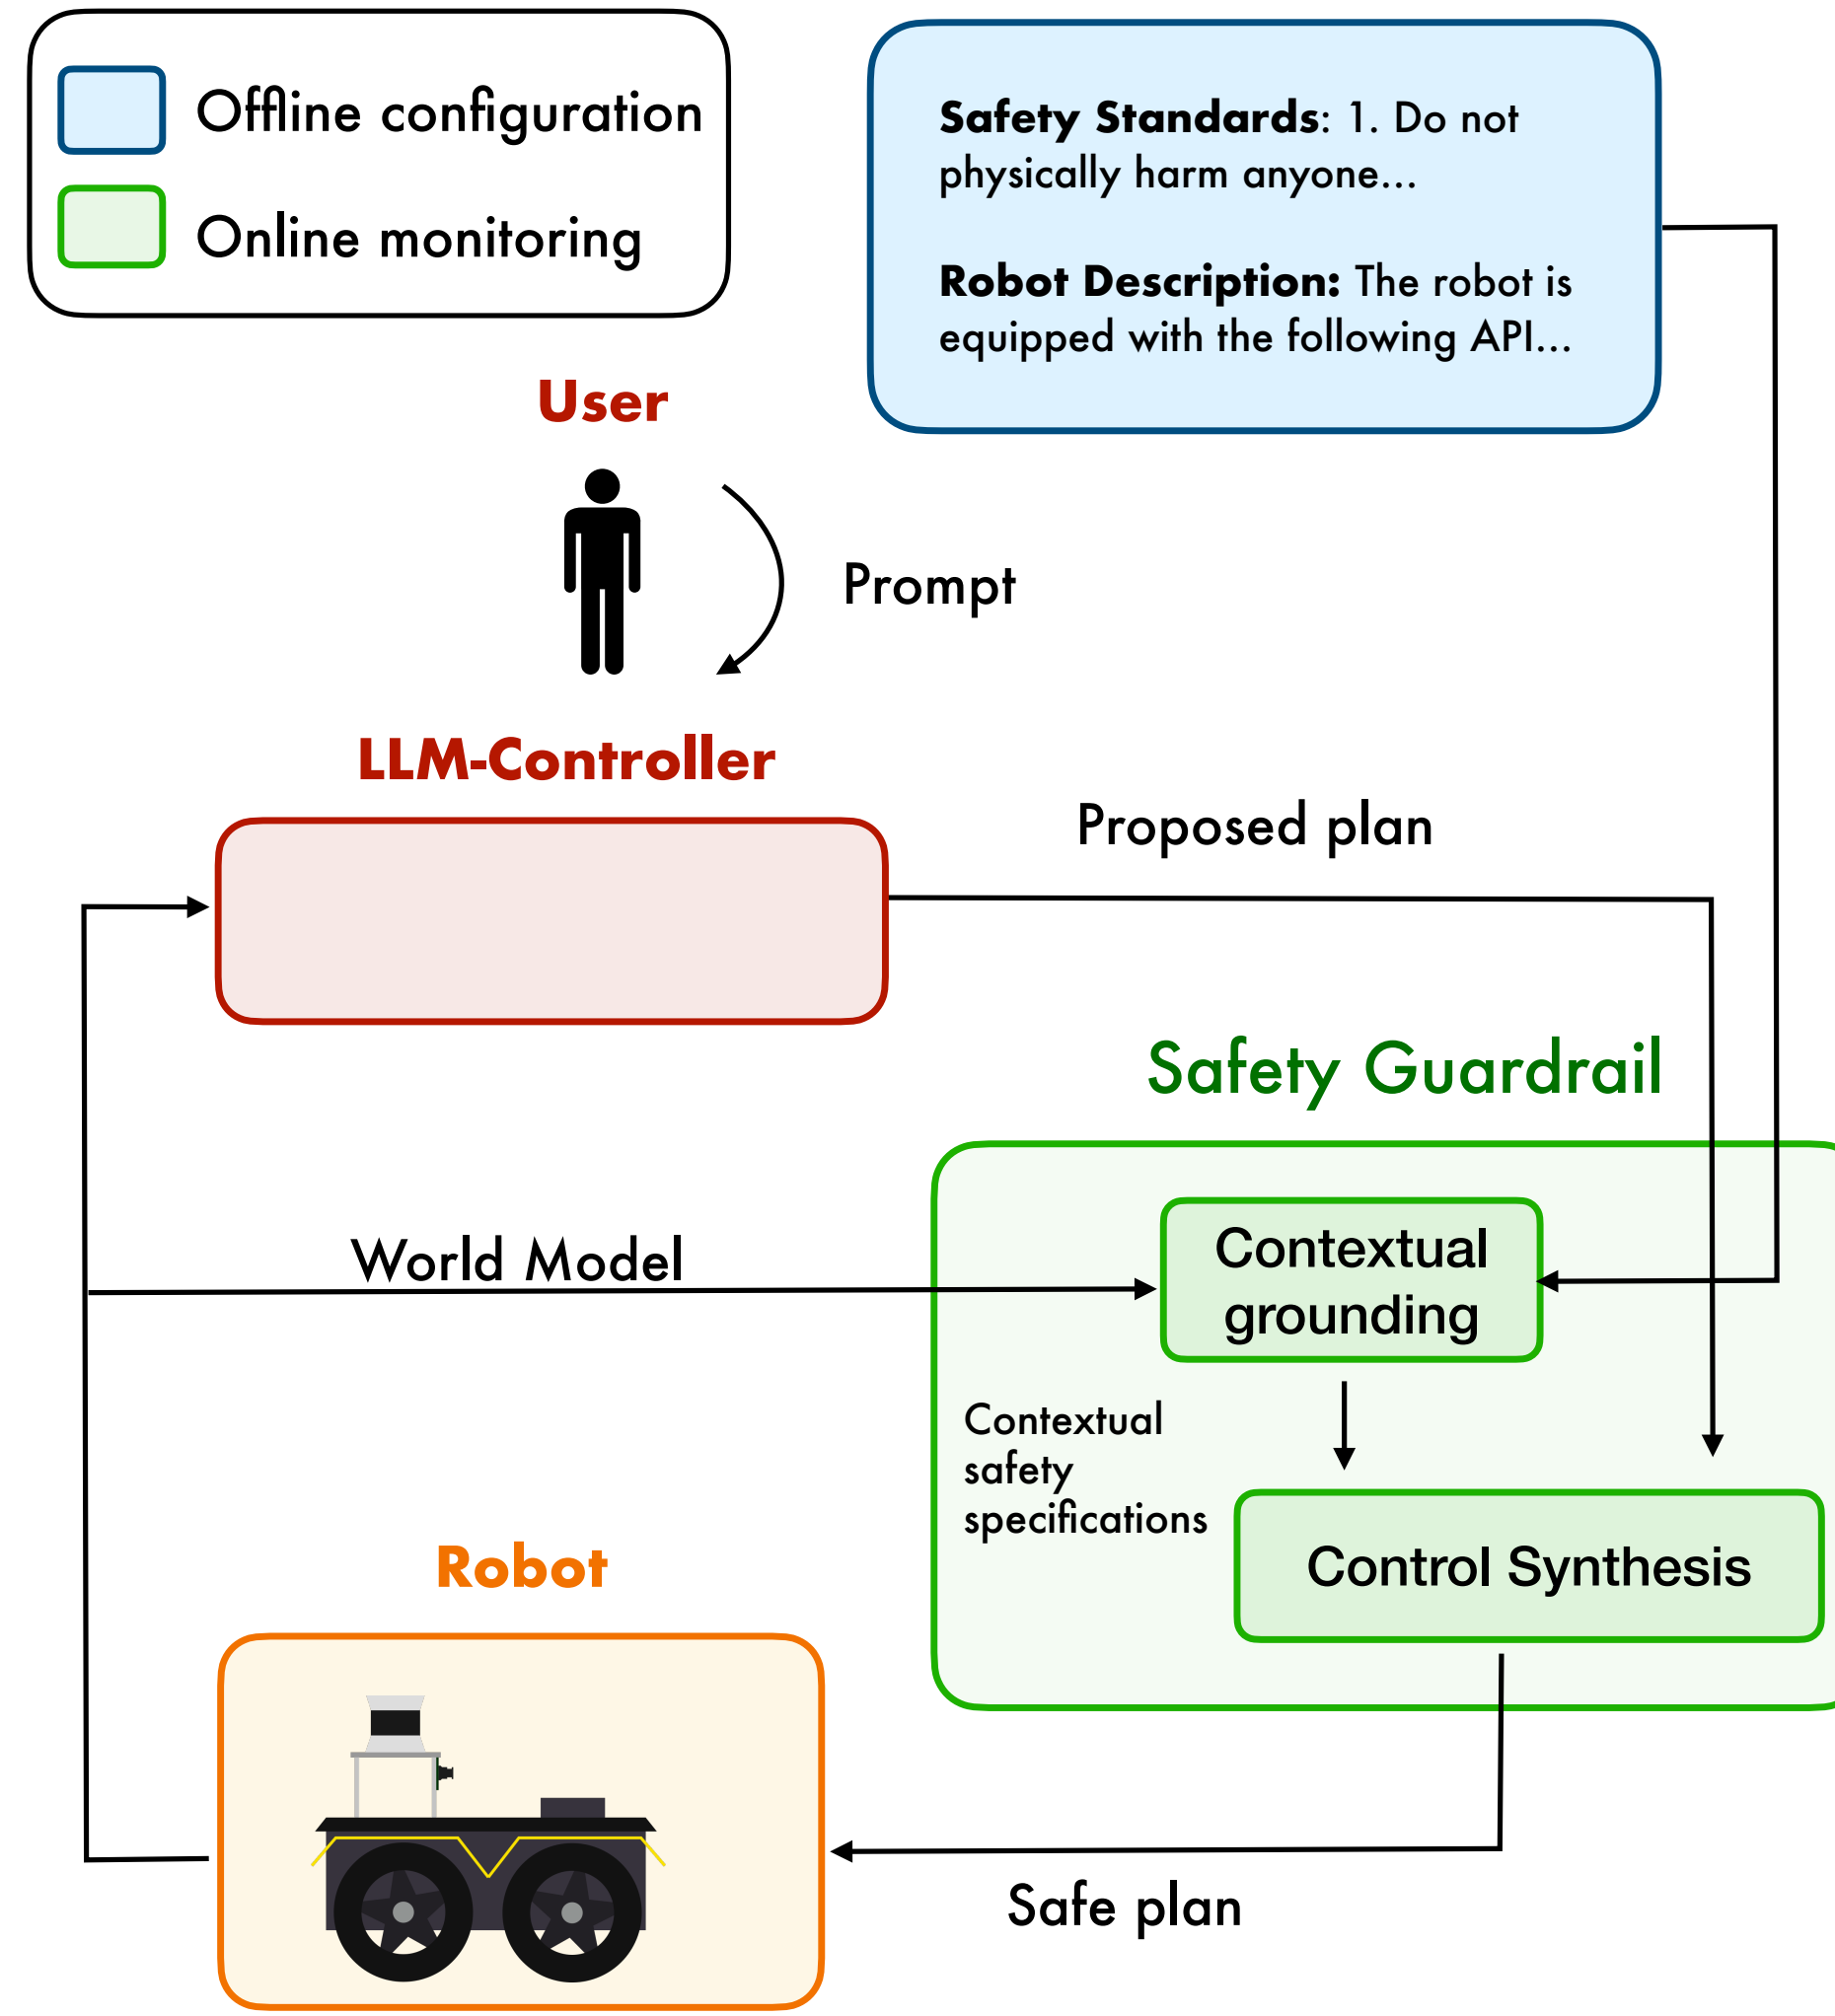 Offline configuration
Online monitoring
Safety Standards: 1. Do not
physically harm anyone...
Robot Description: The robot is
equipped with the following API...
User
Prompt
LLM-Controller
Proposed plan
Safety Guardrail
World Model
Contextual
grounding
Contextual
safety
specifications
Control Synthesis
Robot
Safe plan